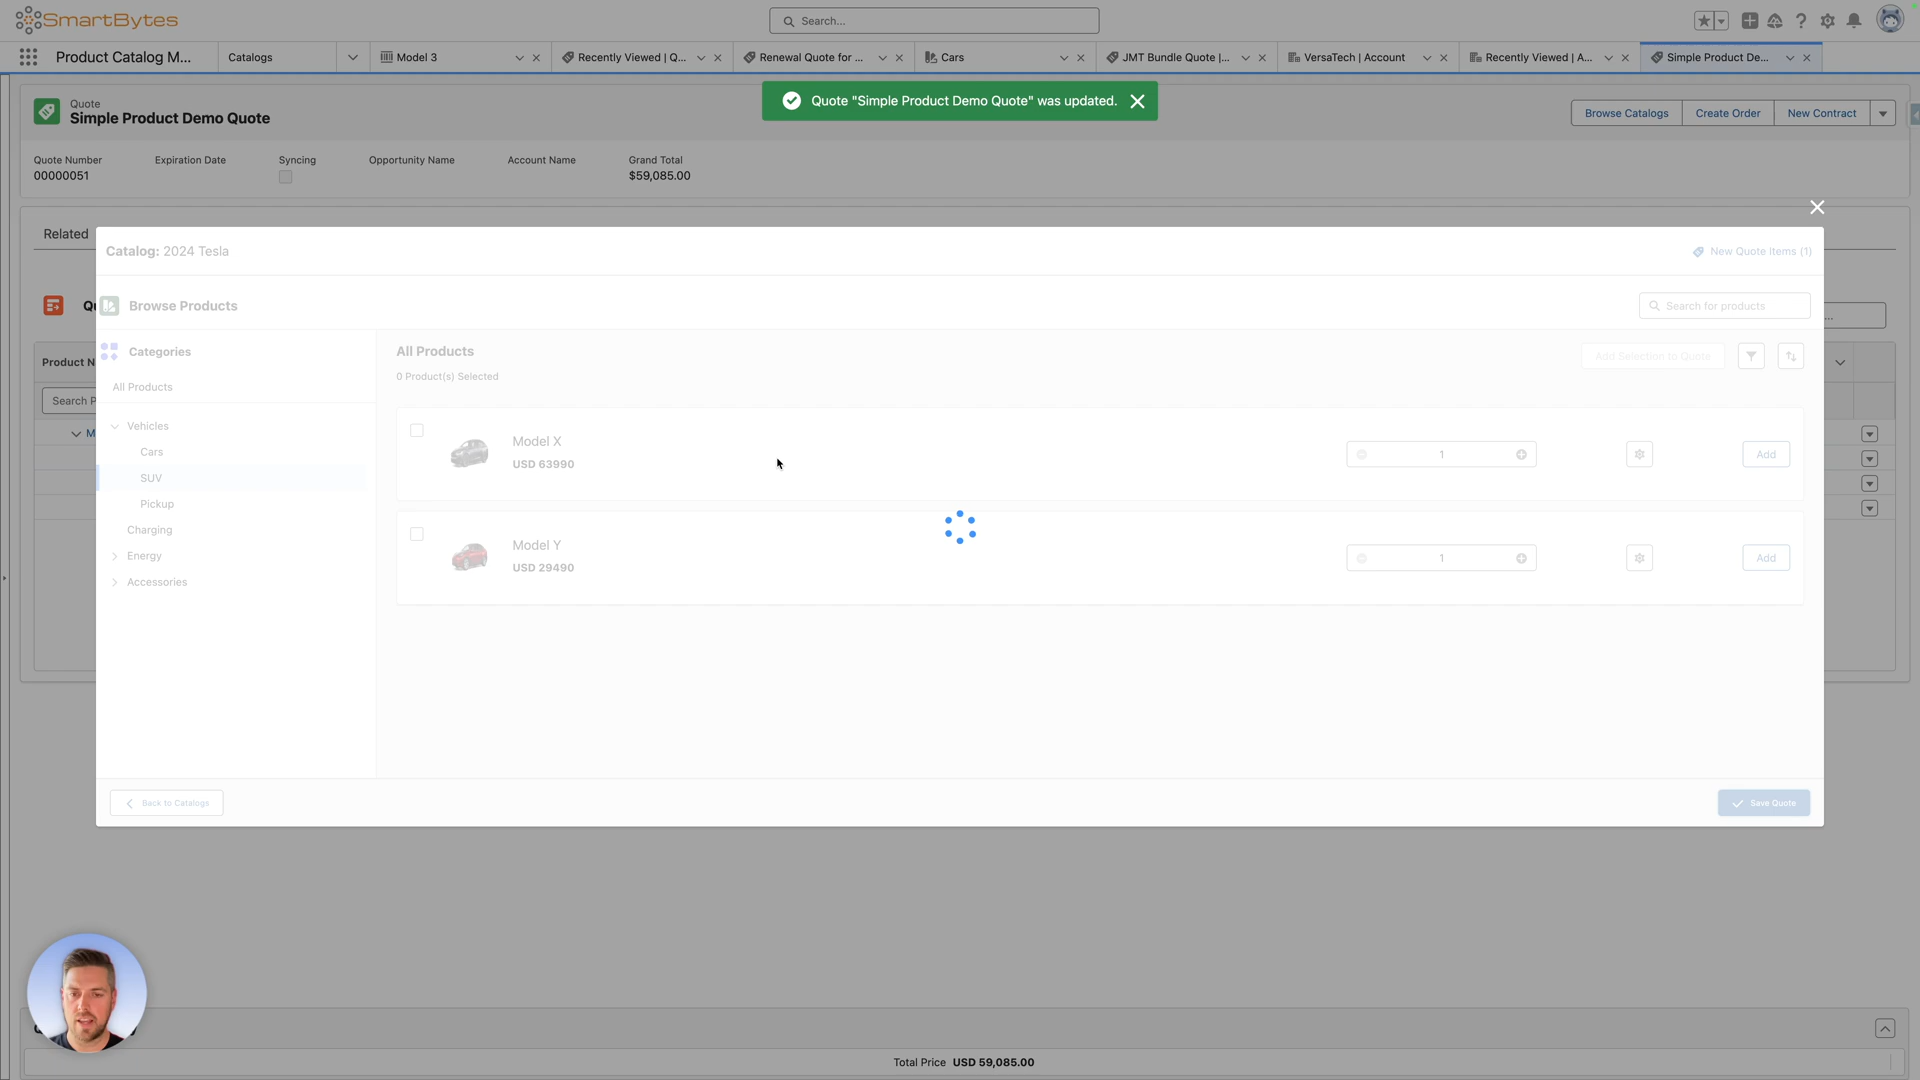 SmartBytes
Search...
Product Catalog M...
Catalogs
Model 3
Recently Viewed | Q...
Renewal Quote for ...
Cars
JMT Bundle Quote |...
VersaTech | Account
Recently Viewed | A...
Simple Product De...
Quote "Simple Product Demo Quote" was updated.
Quote
Simple Product Demo Quote
Browse Catalogs
Create Order
New Contract
Quote Number
Expiration Date
Syncing
Opportunity Name
Account Name
Grand Total
00000051
$59,085.00
Related
Catalog: 2024 Tesla
New Quote Items (1)
Browse Products
Search for products
Categories
All Products
Vehicles
Cars
SUV
Pickup
Charging
Energy
Accessories
Product N
Search P
All Products
0 Product(s) Selected
Add Selection to Quote
Model X
USD 63990
1
Add
Model Y
USD 29490
1
Add
Back to Catalogs
Save Quote
Total Price USD 59,085.00